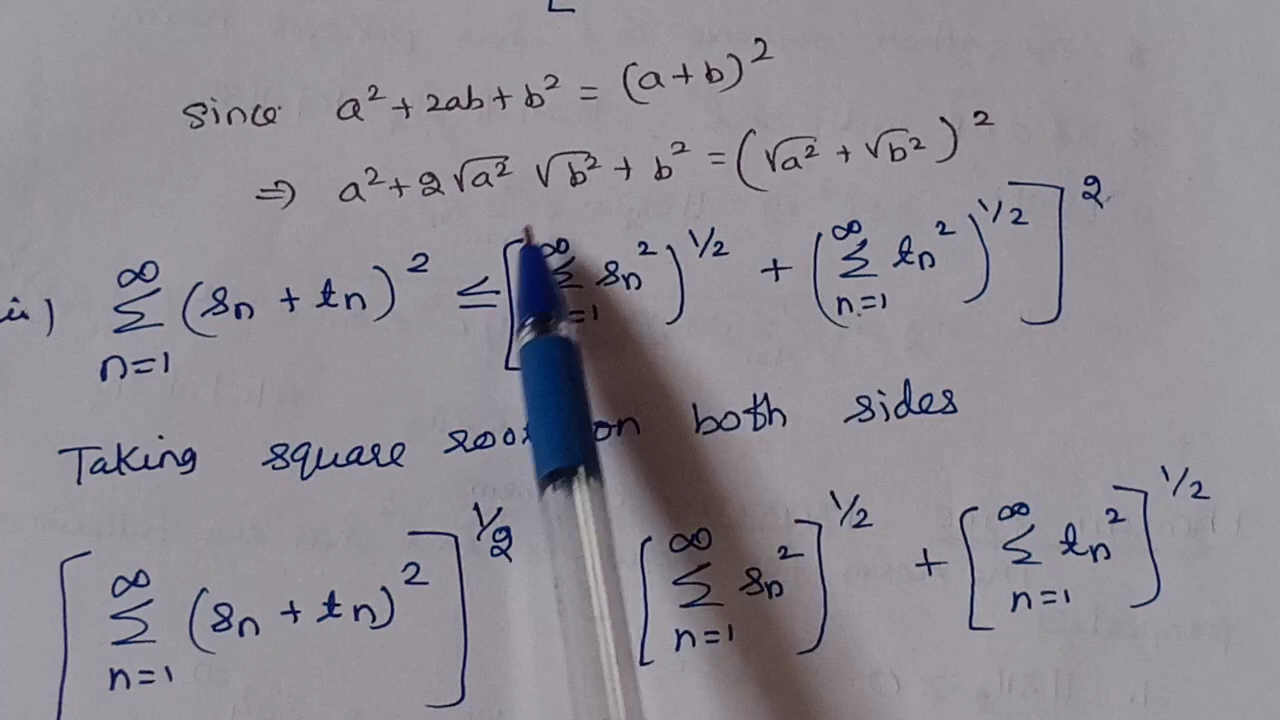 since a² + 2ab + b² = (a+b)²
⇒ a² + 2√a² √b² + b² = (√a² + √b²)²
∞ Σ n=1 (sn + tn)² ≤ [ ∞ Σ =1 sn² )^1/2 + ( ∞ Σ n=1 tn² )^1/2 ]²
Taking square on both sides
[ ∞ Σ n=1 (sn + tn)² ]^1/2 [ ∞ Σ n=1 sn² ]^1/2 + [ ∞ Σ n=1 tn² ]^1/2